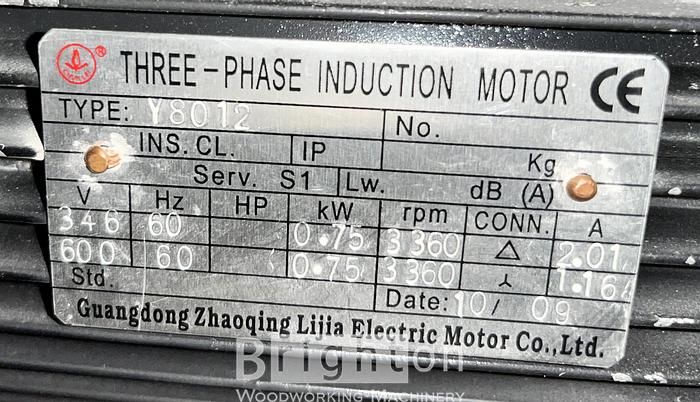 THREE-PHASE INDUCTION MOTOR CE
TYPE: Y8012 No.
INS. CL. IP Kg
Serv. S1 Lw. dB (A)
V Hz HP kW rpm CONN. A
346 60 0.75 3360 △ 2.01
600 60 0.75 3360 Y 1.16
Std. Date: 10/ 09
Guangdong Zhaoqing Lijia Electric Motor Co.,Ltd.
Brighton
WOODWORKING MACHINERY